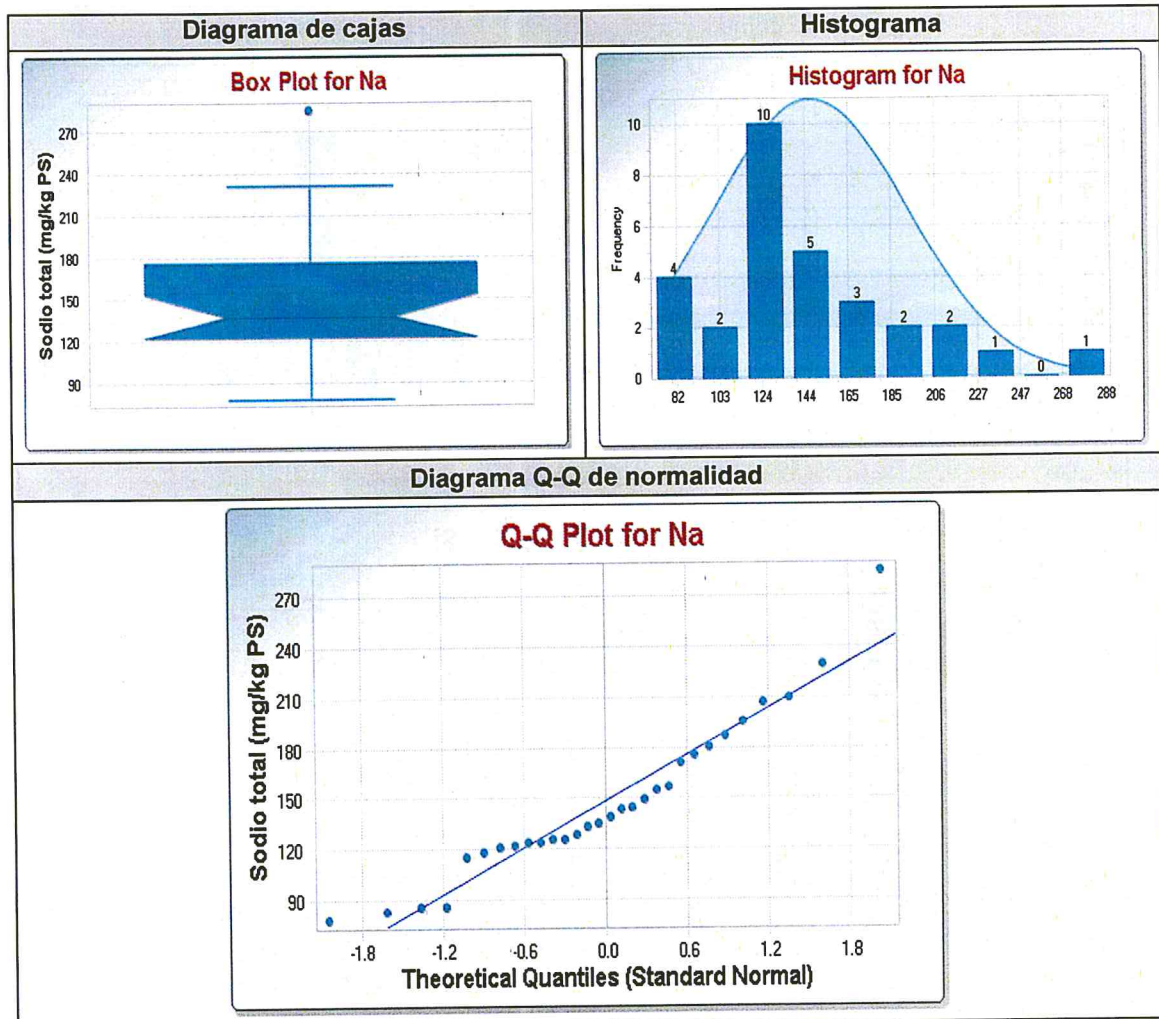 Diagrama de cajas
Histograma
Box Plot for Na
Sodio total (mg/kg PS)
270
240
210
180
150
120
90
Histogram for Na
Frequency
10
8
6
4
2
0
4
2
10
5
3
2
2
1
0
1
82 103 124 144 165 185 206 227 247 268 288
Diagrama Q-Q de normalidad
Q-Q Plot for Na
Sodio total (mg/kg PS)
270
240
210
180
150
120
90
-1.8 -1.2 -0.6 0.0 0.6 1.2 1.8
Theoretical Quantiles (Standard Normal)